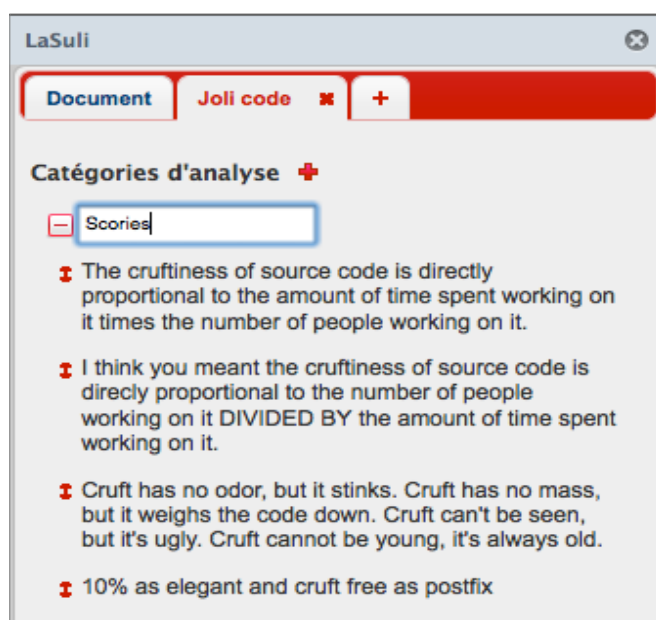 LaSuli
Document Joli code +
Catégories d'analyse
Scories
The cruftiness of source code is directly
proportional to the amount of time spent working on
it times the number of people working on it.
I think you meant the cruftiness of source code is
direcly proportional to the number of people
working on it DIVIDED BY the amount of time spent
working on it.
Cruft has no odor, but it stinks. Cruft has no mass,
but it weighs the code down. Cruft can't be seen,
but it's ugly. Cruft cannot be young, it's always old.
10% as elegant and cruft free as postfix